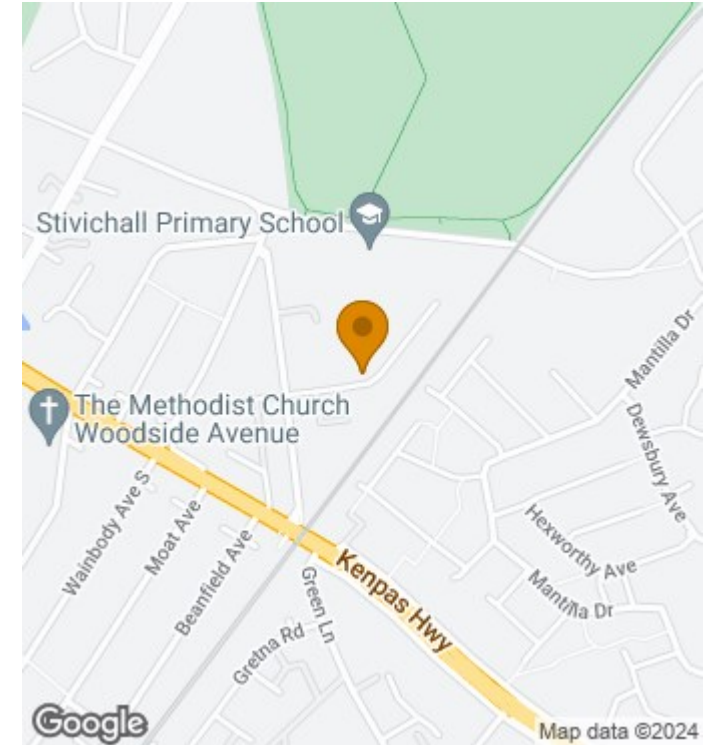 Stivichall Primary School
Mantilla Dr
The Methodist Church
Woodside Avenue
Dewsbury Ave
Wainbody Ave S
Moat Ave
Beanfield Ave
Hexworthy Ave
Kenpas Hwy
Green Ln
Mantilla Dr
Gretna Rd
Google
Map data ©2024